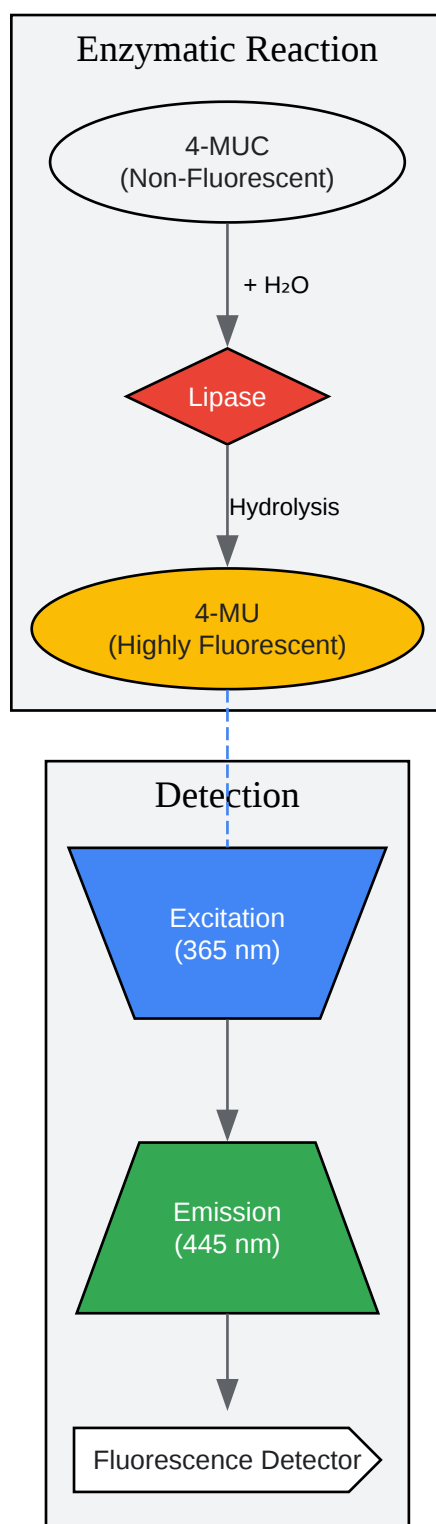 Enzymatic Reaction
4-MUC
(Non-Fluorescent)
+ H₂O
Lipase
Hydrolysis
4-MU
(Highly Fluorescent)
Detection
Excitation
(365 nm)
Emission
(445 nm)
Fluorescence Detector